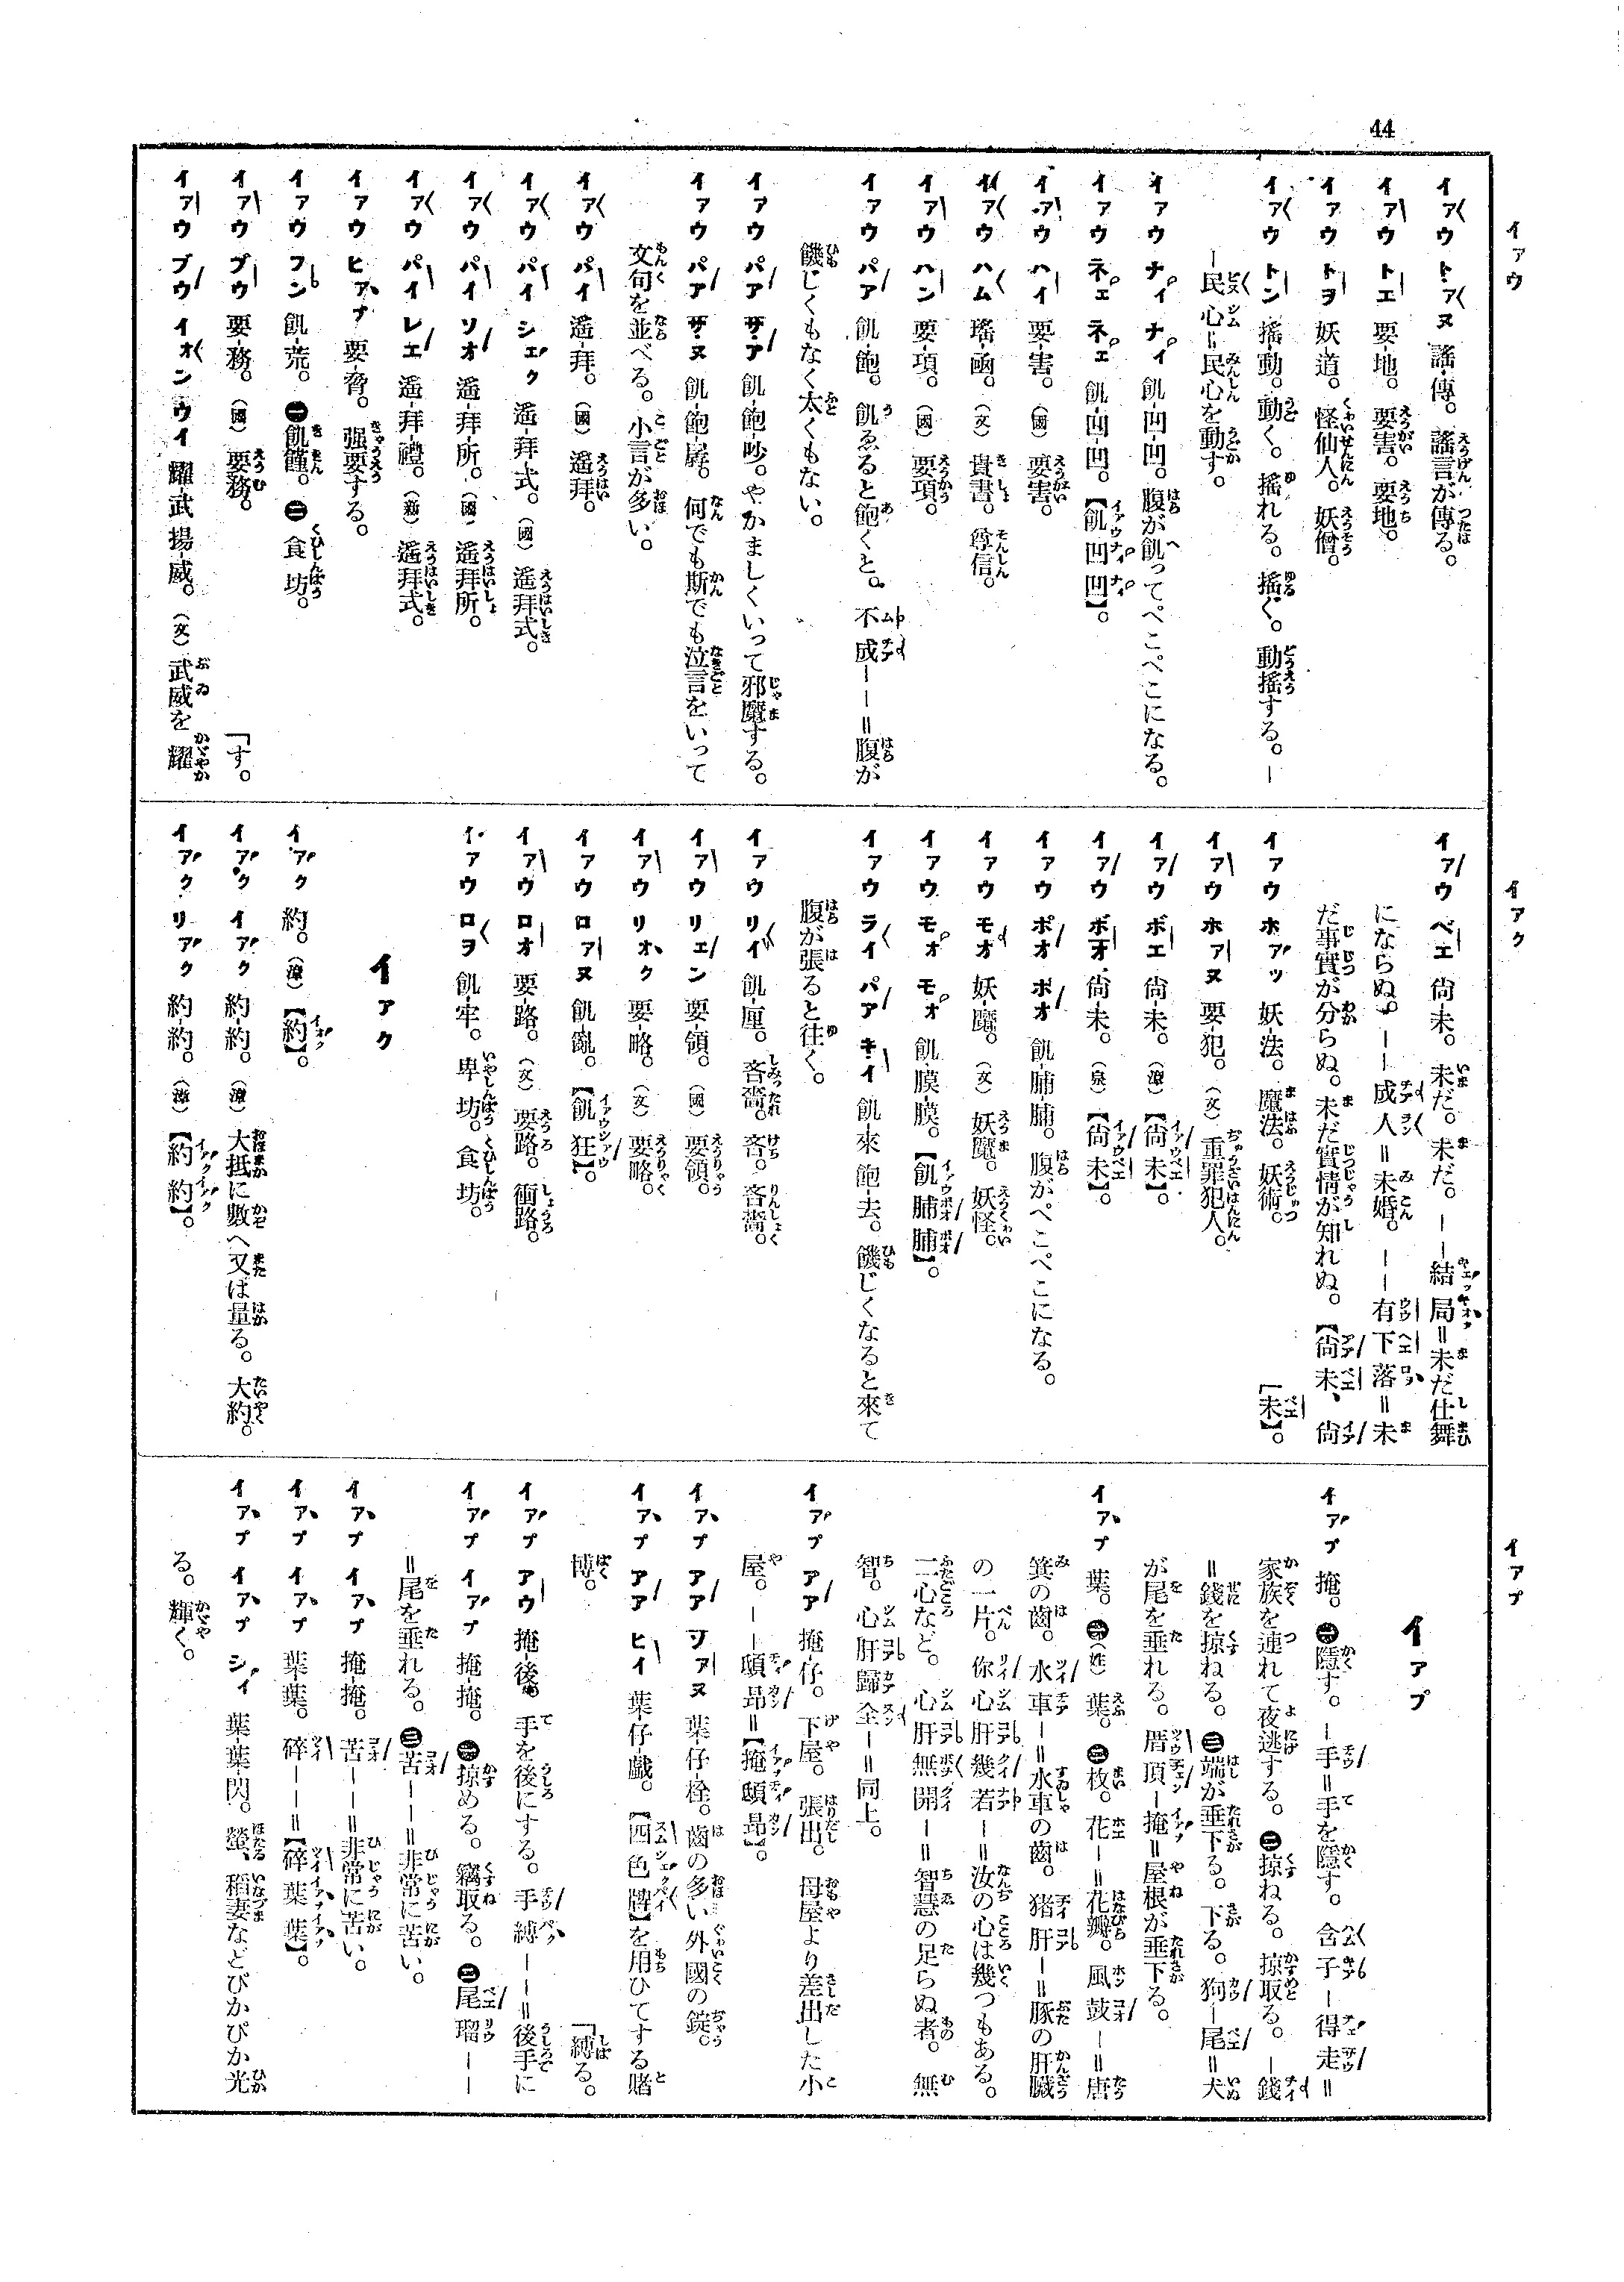 44
イアウ
イアク
イアプ
イアウ トアヌ 謠-傳。謠言が傳る。
イアウ トエ 要-地。要害。要地。
イアウ トヲ 妖-道。怪仙人。妖僧。
イアウ トン 搖-動。動く。搖れる。搖ぐ。動搖する。—
—民心=民心を動す。
イアウ ナィ ナィ 飢-凹-凹。腹が飢ってぺこぺこになる。
イアウ ネェ ネェ 飢-凹-凹。【飢凹凹】。
イアウ ハイ 要-害。(國) 要害。
イアウ ハム 瑤-凾。(文) 貴書。尊信。
イアウ ハン 要-項。(國) 要項。
イアウ パア 飢-飽。飢ゑると飽くと。不成——=腹が
饑じくもなく太くもない。
イアウ パア ザア 飢-飽-吵。やかましくいって邪魔する。
イアウ パア ザヌ 飢-飽-孱。何でも斯でも泣言をいって
文句を並べる。小言が多い。
イアウ パイ 遙-拜。(國) 遙拜。
イアウ パイ シェク 遙-拜-式。(國) 遙拜式。
イアウ パイ ソオ 遙-拜-所。(國) 遙拜所。
イアウ パイ レエ 遙-拜-禮。(新) 遙拜式。
イアウ ヒァナ 要-脅。强要する。
イアウ フン 飢-荒。㊀飢饉。㊁食坊。
イアウ ブウ 要-務。(國) 要務。「す。
イアウ ブウ イオン ウイ 耀-武 揚-威。(文) 武威を耀
イアウ ベエ 尙-未。未だ。未だ。——結局=未だ仕舞
にならぬ。——成人=未婚。——有下落=未
だ事實が分らぬ。未だ實情が知れぬ。【尙未、尙
イアウ ホアッ 妖-法。魔法。妖術。「未】。
イアウ ホアヌ 要-犯。(文) 重罪犯人。
イアウ ボエ 尙-未。(漳)【尙未】。
イアウ ボオ 尙-未。(泉)【尙未】。
イアウ ポオ ポオ 飢-脯-脯。腹がぺこぺこになる。
イアウ モオ 妖-魔。(文) 妖魔。妖怪。
イアウ モォ モォ 飢-膜-膜。【飢脯脯】。
イアウ ライ パア キイ 飢-來 飽-去。饑じくなると來て
腹が張ると往く。
イアウ リイ 飢-厘。吝嗇。吝。吝嗇。
イアウ リェン 要-領。(國) 要領。
イアウ リオク 要-略。(文) 要略。
イアウ ロアヌ 飢-亂。【飢狂】。
イアウ ロオ 要-路。(文) 要路。衝路。
イアウ ロヲ 飢-牢。卑坊。食坊。
イアク
イアク 約。(漳)【約】。
イアク イアク 約-約。(漳) 大抵に數へ又ば量る。大約。
イアク リアク 約-約。(漳)【約約】。
イアプ
イアプ 掩。㊀隱す。—手=手を隱す。含子—得走=
家族を連れて夜逃する。㊁掠ねる。掠取る。—錢
=錢を掠ねる。㊂端が垂下る。下る。狗—尾=犬
が尾を垂れる。厝頂—掩=屋根が垂下る。
イアプ 葉。㊀(姓) 葉。㊁枚。花—=花瓣。風鼓—=唐
箕の齒。水車—=水車の齒。猪肝—=豚の肝臟
の一片。你心肝幾若—=汝の心は幾つもある。
二心など。心肝無開—=智慧の足らぬ者。無
智。心肝歸全—=同上。
イアプ アア 掩-仔。下屋。張出。母屋より差出した小
屋。——頤昂=【掩頤昂】。
イアプ アア ソアヌ 葉-仔-栓。齒の多い外國の錠。
イアプ アア ヒイ 葉-仔-戲。【四色牌】を用ひてする賭
博。「縛る。
イアプ アウ 掩-後。手を後にする。手縛——=後手に
イアプ イアプ 掩-掩。㊀掠める。竊取る。㊁尾瑠——
=尾を垂れる。㊂苦——=非常に苦い。
イアプ イアプ 掩-掩。苦——=非常に苦い。
イアプ イアプ 葉-葉。碎——=【碎葉葉】。
イアプ イアプ シィ 葉-葉-閃。螢、稻妻などぴかぴか光
る。輝く。